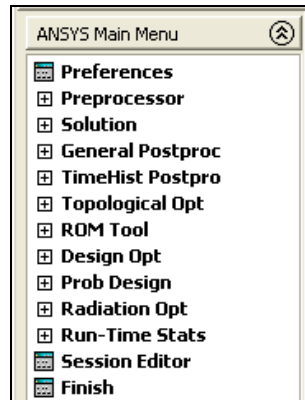 ANSYS Main Menu
Preferences
Preprocessor
Solution
General Postproc
TimeHist Postpro
Topological Opt
ROM Tool
Design Opt
Prob Design
Radiation Opt
Run-Time Stats
Session Editor
Finish